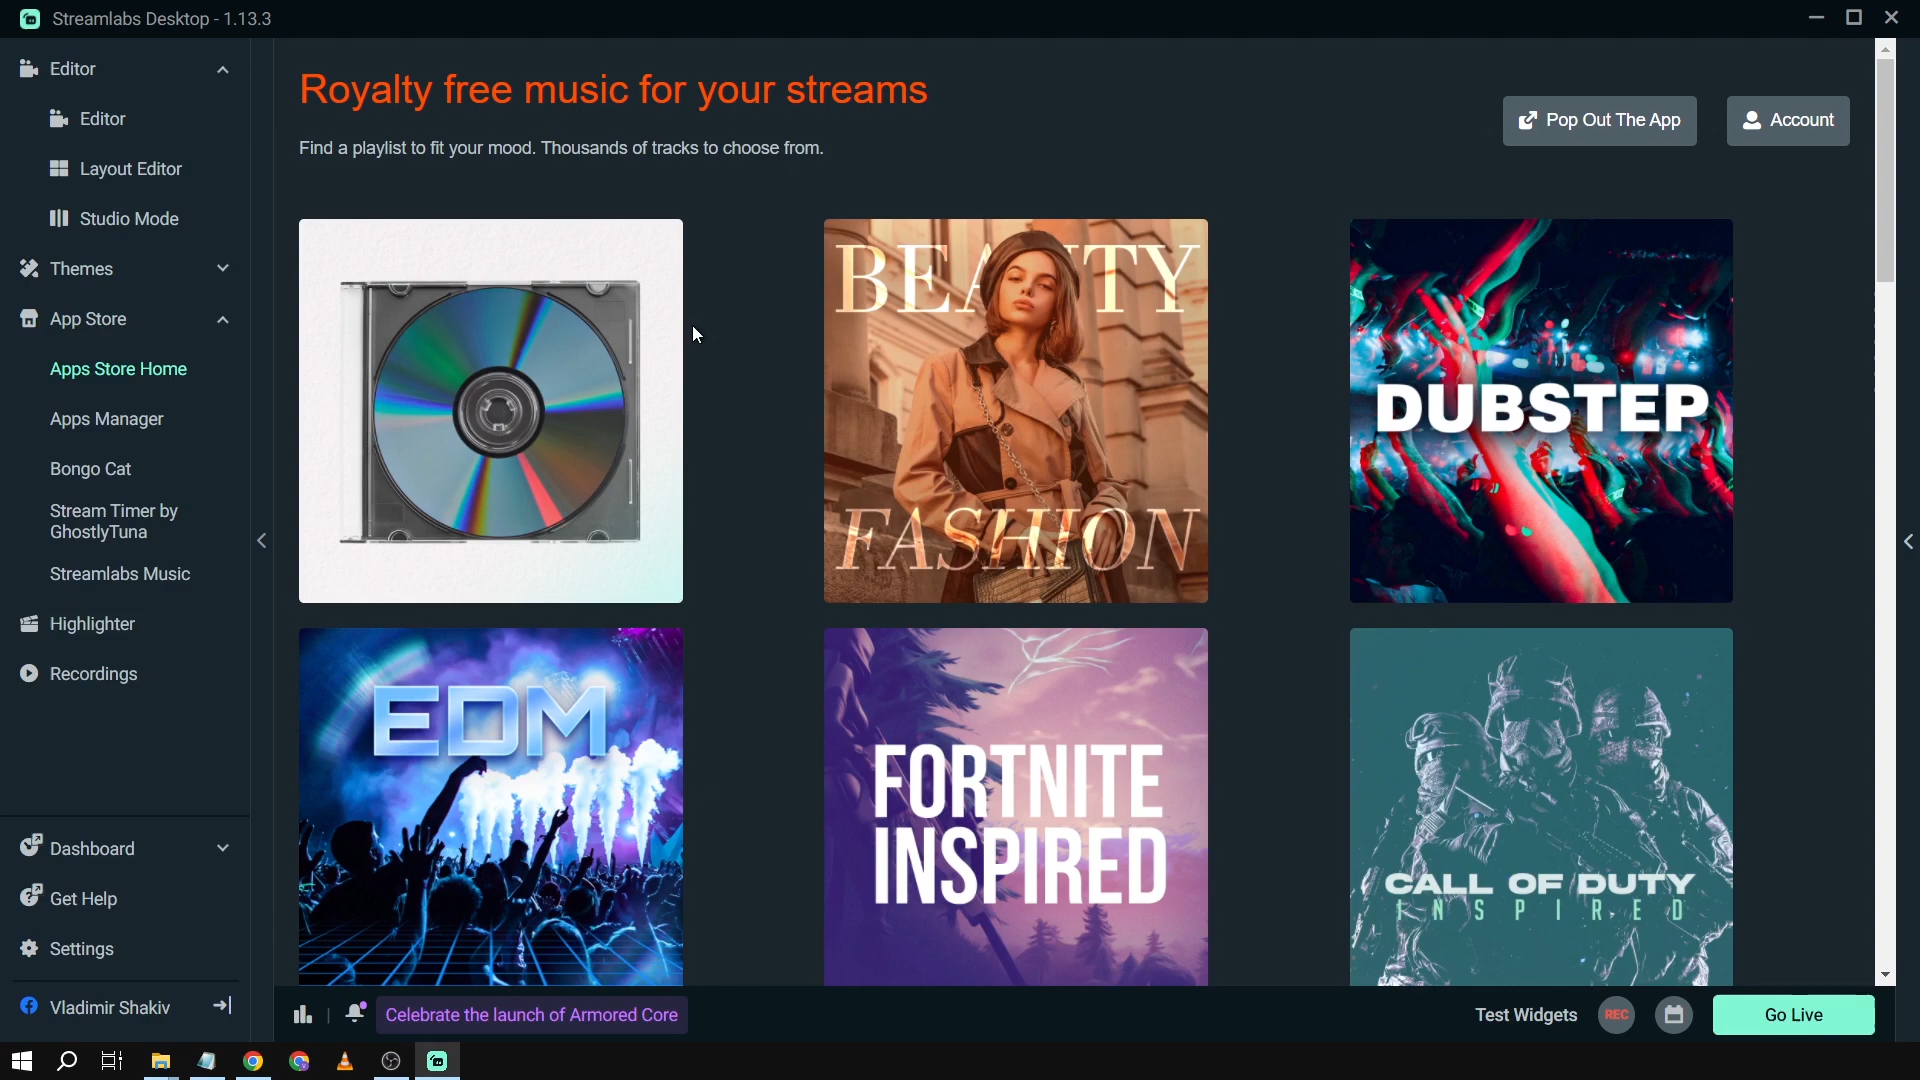 Streamlabs Desktop - 1.13.3
Editor
Editor
Layout Editor
Studio Mode
Themes
App Store
Apps Store Home
Apps Manager
Bongo Cat
Stream Timer by
GhostlyTuna
Streamlabs Music
Highlighter
Recordings
Dashboard
Get Help
Settings
Vladimir Shakiv
Royalty free music for your streams
Find a playlist to fit your mood. Thousands of tracks to choose from.
Pop Out The App
Account
BEAUTY
FASHION
DUBSTEP
EDM
FORTNITE
INSPIRED
CALL OF DUTY
INSPIRED
Celebrate the launch of Armored Core
Test Widgets
REC
Go Live